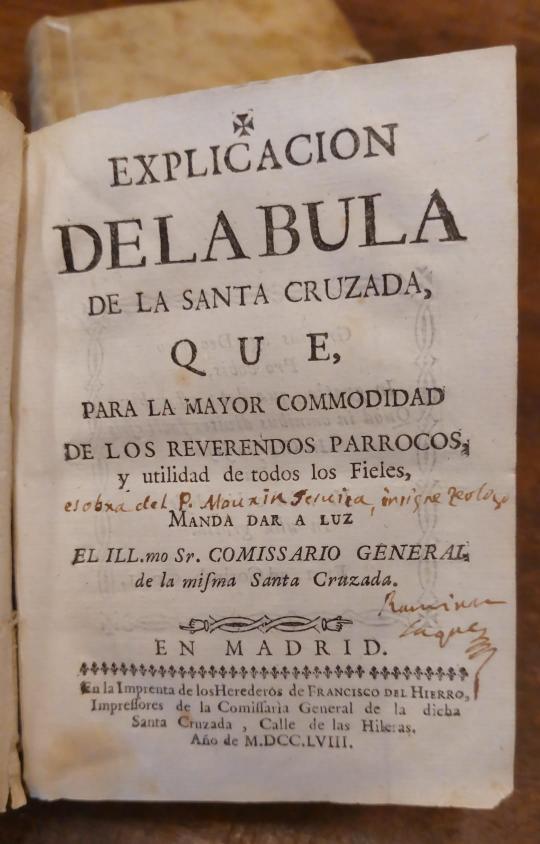 EXPLICACION
DE LA BULA
DE LA SANTA CRUZADA,
QUE,
PARA LA MAYOR COMMODIDAD
DE LOS REVERENDOS PARROCOS,
y utilidad de todos los Fieles,
es obra del P. Jesuita, insigne Teologo
MANDA DAR A LUZ
EL ILL.mo Sr. COMISSARIO GENERAL
de la miſma Santa Cruzada.
EN MADRID.
En la Imprenta de los Herederos de FRANCISCO DEL HIERRO,
Impreſſores de la Comiſſaria General de la dicha
Santa Cruzada, Calle de las Hileras.
Año de M.DCC.LVIII.